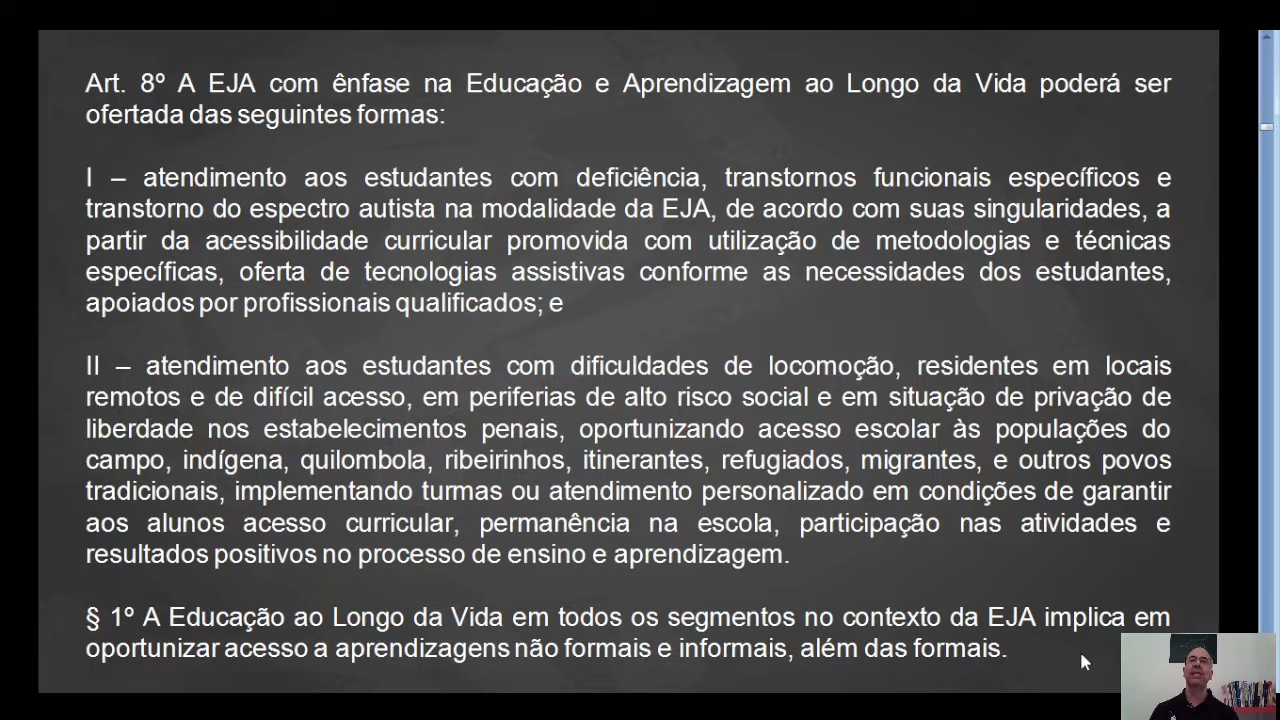 Art. 8º A EJA com ênfase na Educação e Aprendizagem ao Longo da Vida poderá ser
ofertada das seguintes formas:
I – atendimento aos estudantes com deficiência, transtornos funcionais específicos e
transtorno do espectro autista na modalidade da EJA, de acordo com suas singularidades, a
partir da acessibilidade curricular promovida com utilização de metodologias e técnicas
específicas, oferta de tecnologias assistivas conforme as necessidades dos estudantes,
apoiados por profissionais qualificados; e
II – atendimento aos estudantes com dificuldades de locomoção, residentes em locais
remotos e de difícil acesso, em periferias de alto risco social e em situação de privação de
liberdade nos estabelecimentos penais, oportunizando acesso escolar às populações do
campo, indígena, quilombola, ribeirinhos, itinerantes, refugiados, migrantes, e outros povos
tradicionais, implementando turmas ou atendimento personalizado em condições de garantir
aos alunos acesso curricular, permanência na escola, participação nas atividades e
resultados positivos no processo de ensino e aprendizagem.
§ 1º A Educação ao Longo da Vida em todos os segmentos no contexto da EJA implica em
oportunizar acesso a aprendizagens não formais e informais, além das formais.